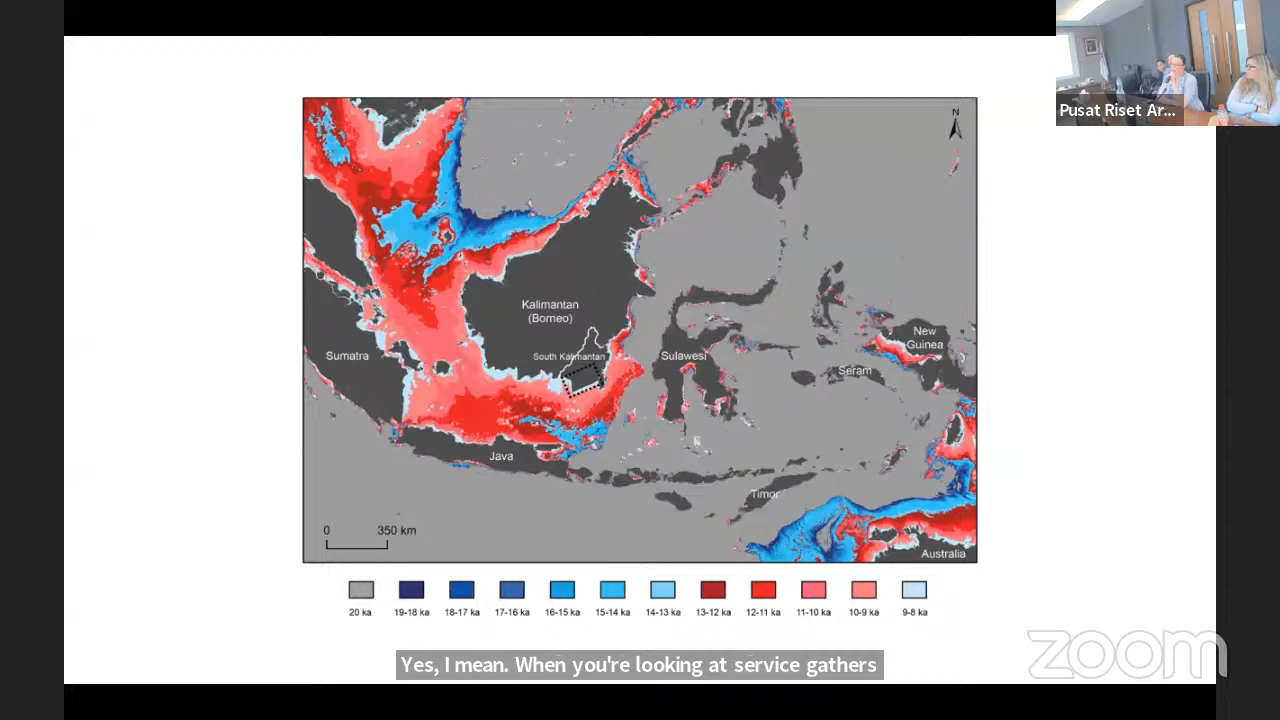 Pusat Riset Ar...
N
Kalimantan
(Borneo)
South Kalimantan
Sumatra
Sulawesi
New
Guinea
Seram
Java
Timor
Australia
0 350 km
20 ka 19-18 ka 18-17 ka 17-16 ka 16-15 ka 15-14 ka 14-13 ka 13-12 ka 12-11 ka 11-10 ka 10-9 ka 9-8 ka
zoom
Yes, I mean. When you're looking at service gathers